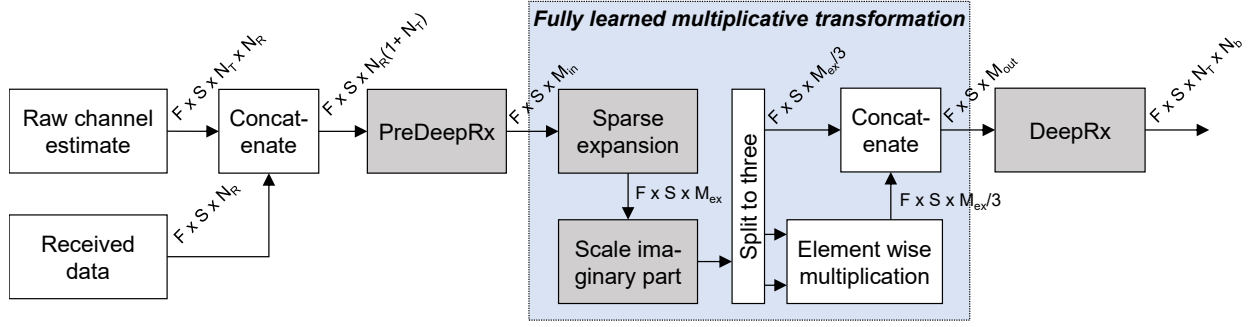 Fully learned multiplicative transformation
F x S x N_T x N_R
F x S x N_R(1+ N_T)
F x S x M_in
F x S x M_ex/3
F x S x M_out
F x S x N_T x N_b
Raw channel
estimate
Concat-
enate
PreDeepRx
Sparse
expansion
Split to three
Concat-
enate
DeepRx
F x S x N_R
F x S x M_ex
F x S x M_ex/3
Received
data
Scale ima-
ginary part
Element wise
multiplication